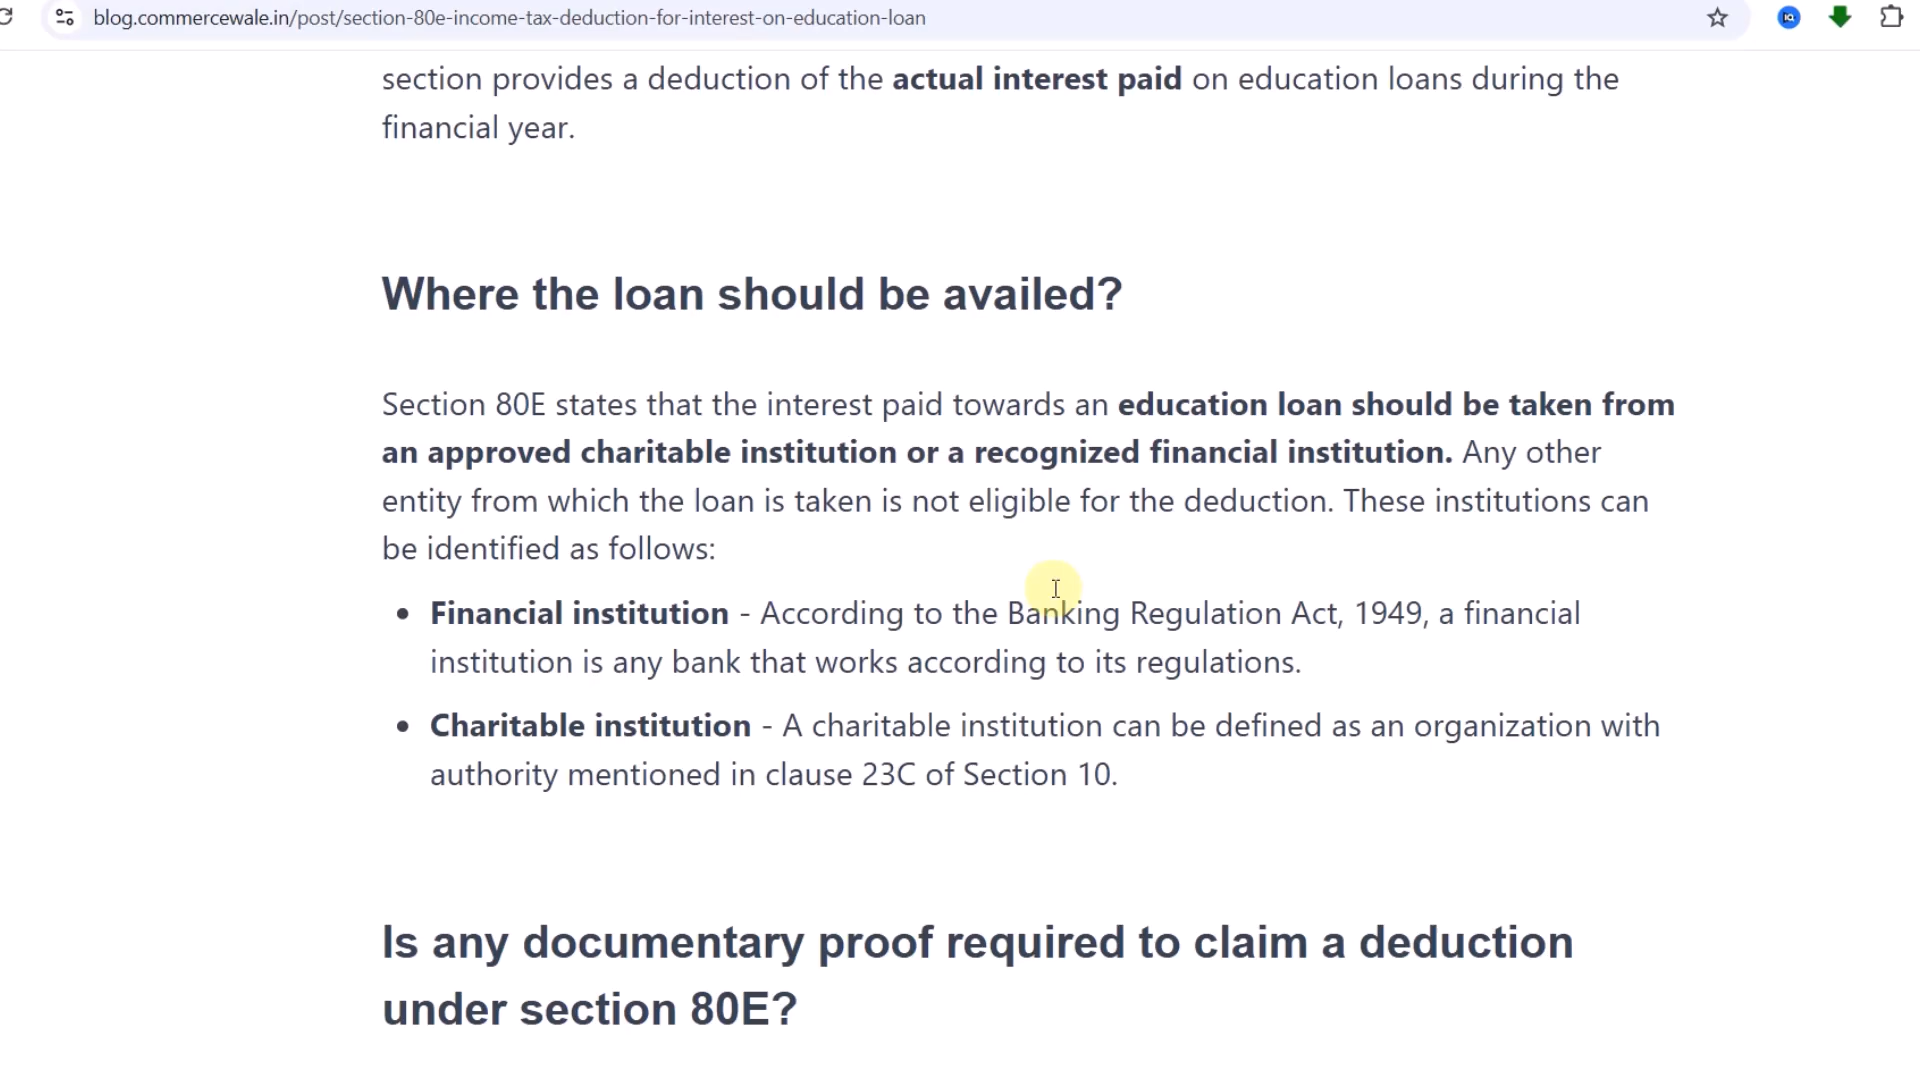 blog.commercewale.in/post/section-80e-income-tax-deduction-for-interest-on-education-loan
section provides a deduction of the actual interest paid on education loans during the
financial year.
Where the loan should be availed?
Section 80E states that the interest paid towards an education loan should be taken from
an approved charitable institution or a recognized financial institution. Any other
entity from which the loan is taken is not eligible for the deduction. These institutions can
be identified as follows:
• Financial institution - According to the Banking Regulation Act, 1949, a financial
institution is any bank that works according to its regulations.
• Charitable institution - A charitable institution can be defined as an organization with
authority mentioned in clause 23C of Section 10.
Is any documentary proof required to claim a deduction
under section 80E?